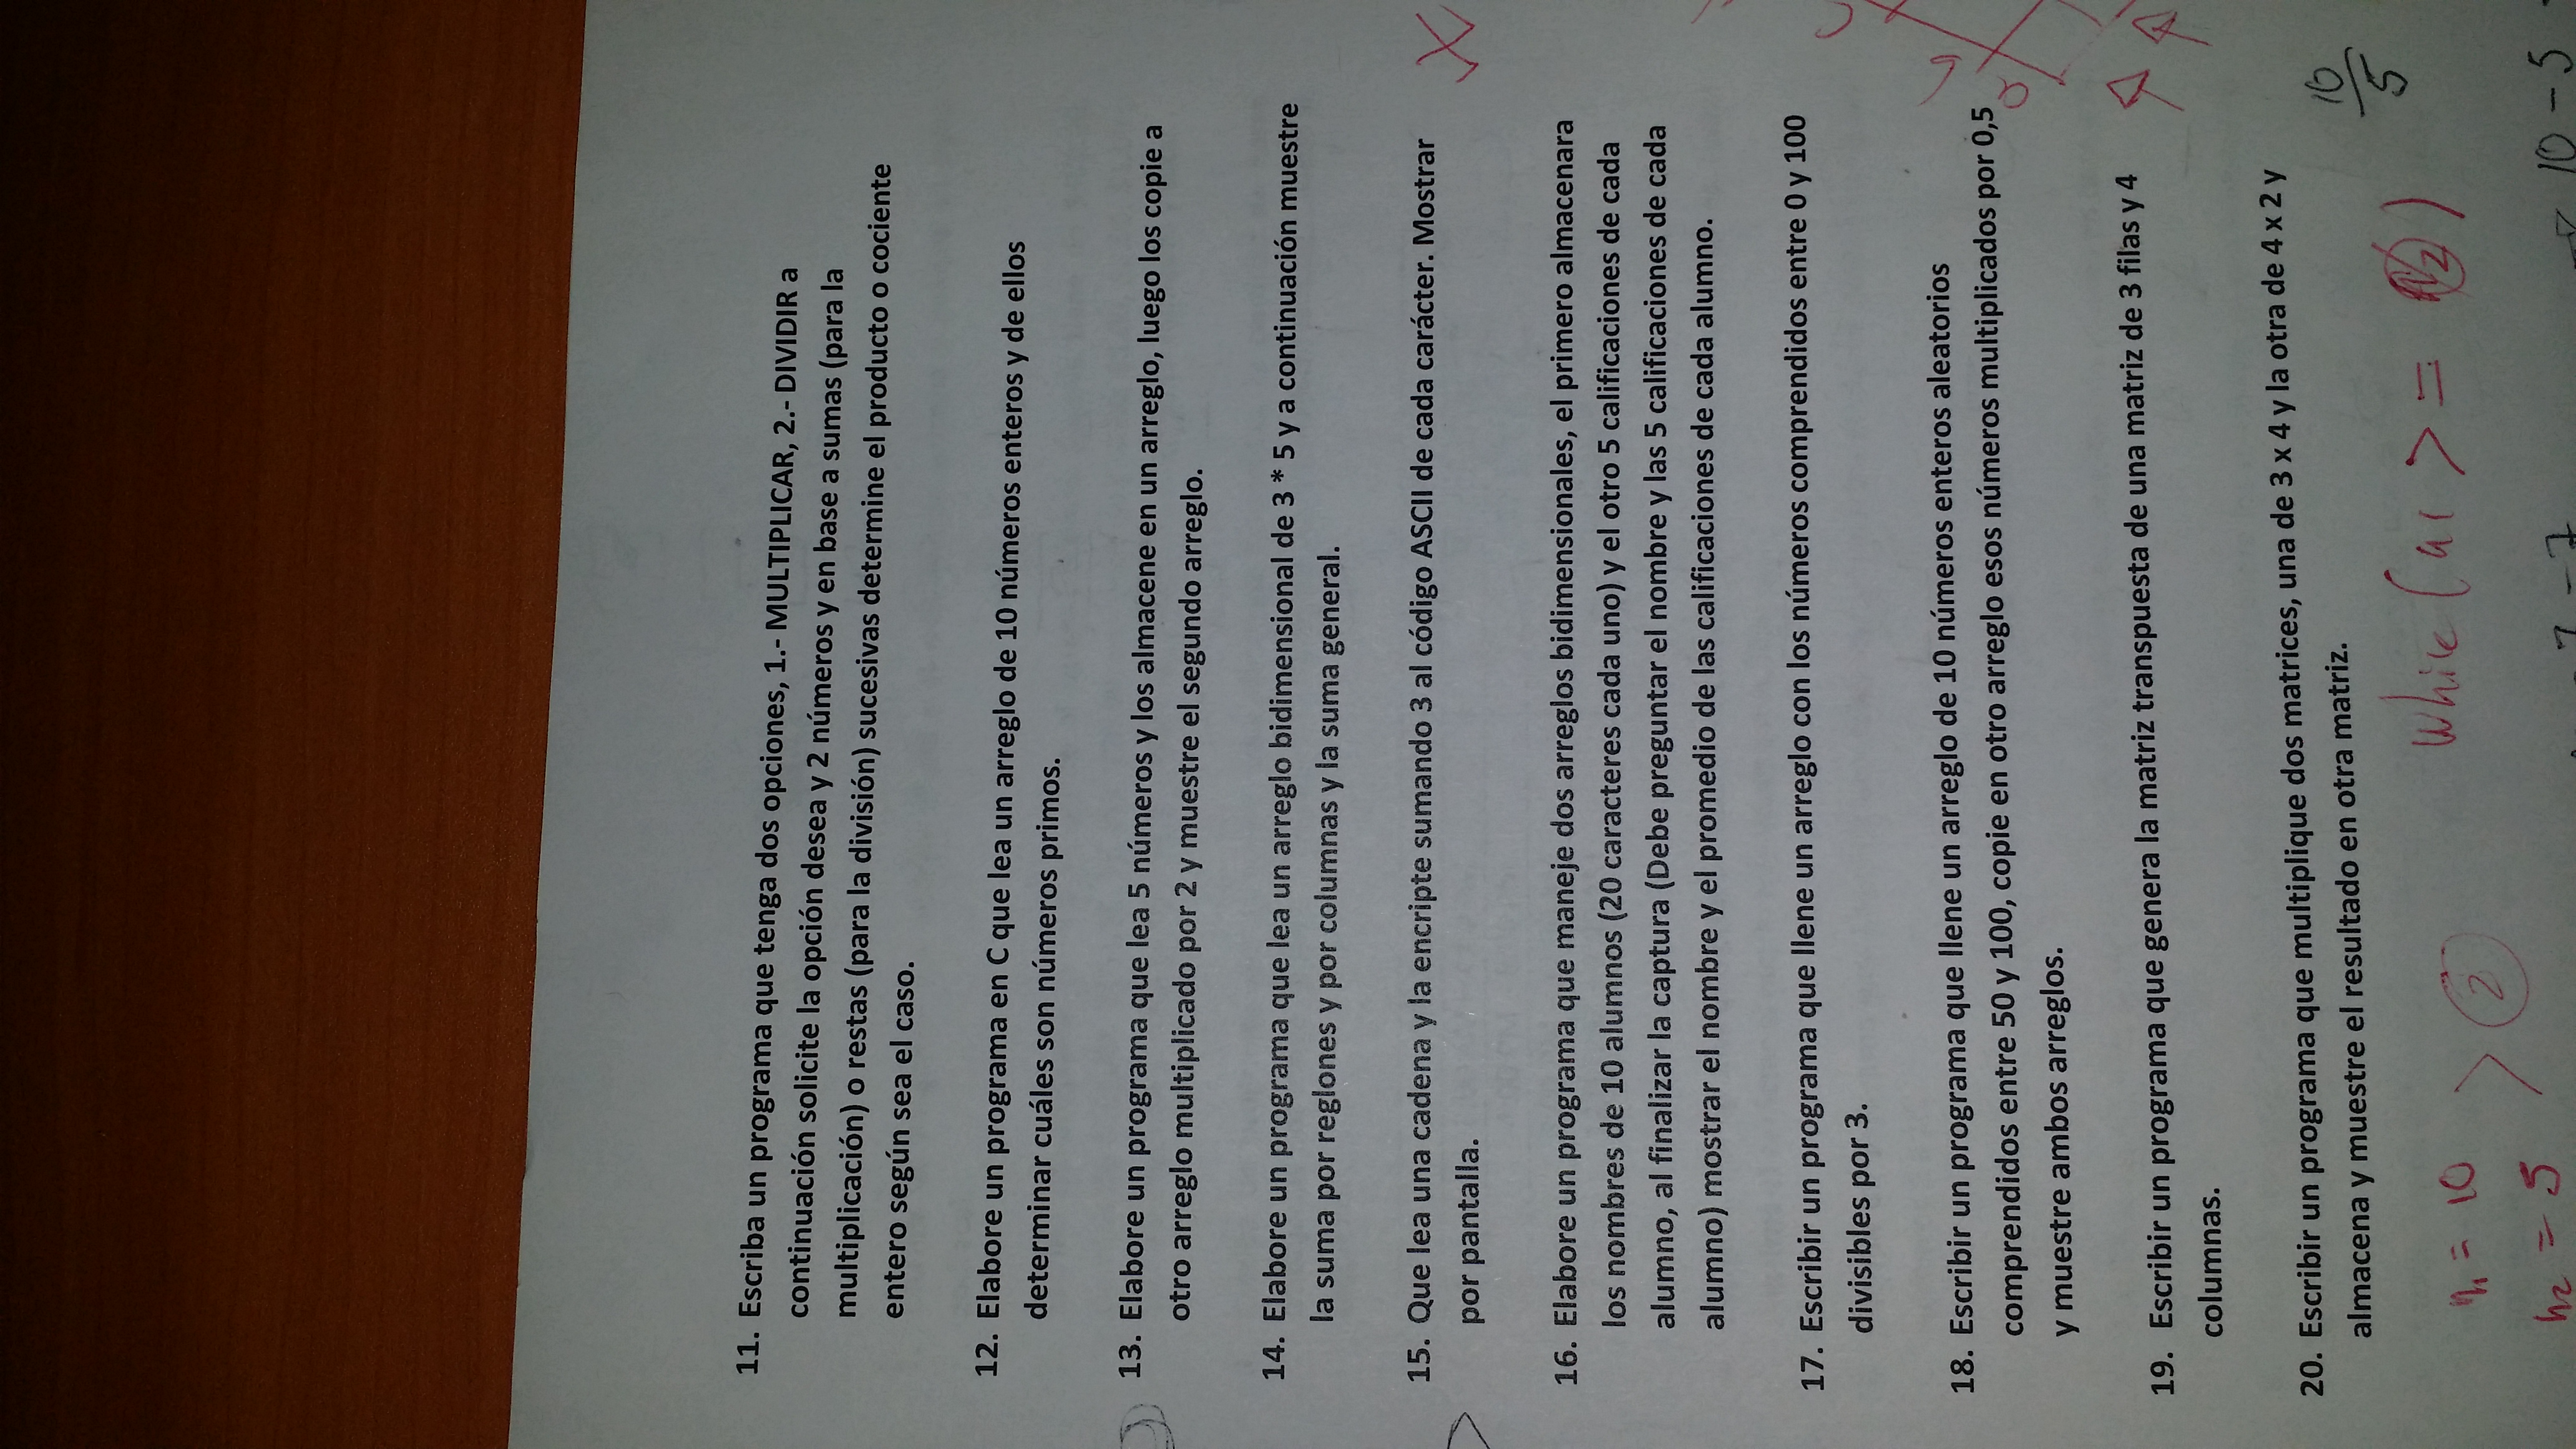 11. Escriba un programa que tenga dos opciones, 1.- MULTIPLICAR, 2.- DIVIDIR a
continuación solicite la opción desea y 2 números y en base a sumas (para la
multiplicación) o restas (para la división) sucesivas determine el producto o cociente
entero según sea el caso.
12. Elabore un programa en C que lea un arreglo de 10 números enteros y de ellos
determinar cuáles son números primos.
13. Elabore un programa que lea 5 números y los almacene en un arreglo, luego los copie a
otro arreglo multiplicado por 2 y muestre el segundo arreglo.
14. Elabore un programa que lea un arreglo bidimensional de 3 * 5 y a continuación muestre
la suma por reglones y por columnas y la suma general.
15. Que lea una cadena y la encripte sumando 3 al código ASCII de cada carácter. Mostrar
por pantalla.
16. Elabore un programa que maneje dos arreglos bidimensionales, el primero almacenara
los nombres de 10 alumnos (20 caracteres cada uno) y el otro 5 calificaciones de cada
alumno, al finalizar la captura (Debe preguntar el nombre y las 5 calificaciones de cada
alumno) mostrar el nombre y el promedio de las calificaciones de cada alumno.
17. Escribir un programa que llene un arreglo con los números comprendidos entre 0 y 100
divisibles por 3.
18. Escribir un programa que llene un arreglo de 10 números enteros aleatorios
comprendidos entre 50 y 100, copie en otro arreglo esos números multiplicados por 0,5
y muestre ambos arreglos.
19. Escribir un programa que genera la matriz transpuesta de una matriz de 3 filas y 4
columnas.
20. Escribir un programa que multiplique dos matrices, una de 3 x 4 y la otra de 4 x 2 y
almacena y muestre el resultado en otra matriz.
10
5
while (n1 >= n2)
n1 = 10
> 2
n2 = 5
10 - 5